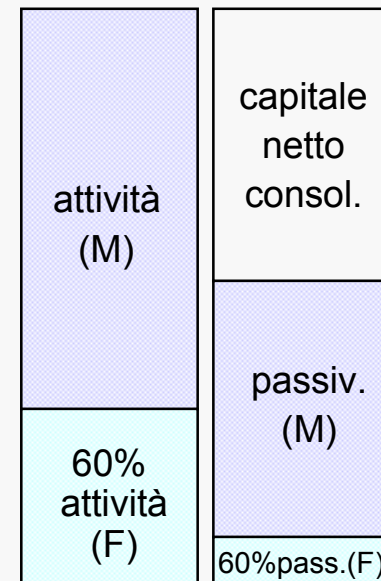 attività
(M)
60%
attività
(F)
capitale
netto
consol.
passiv.
(M)
60%pass.(F)